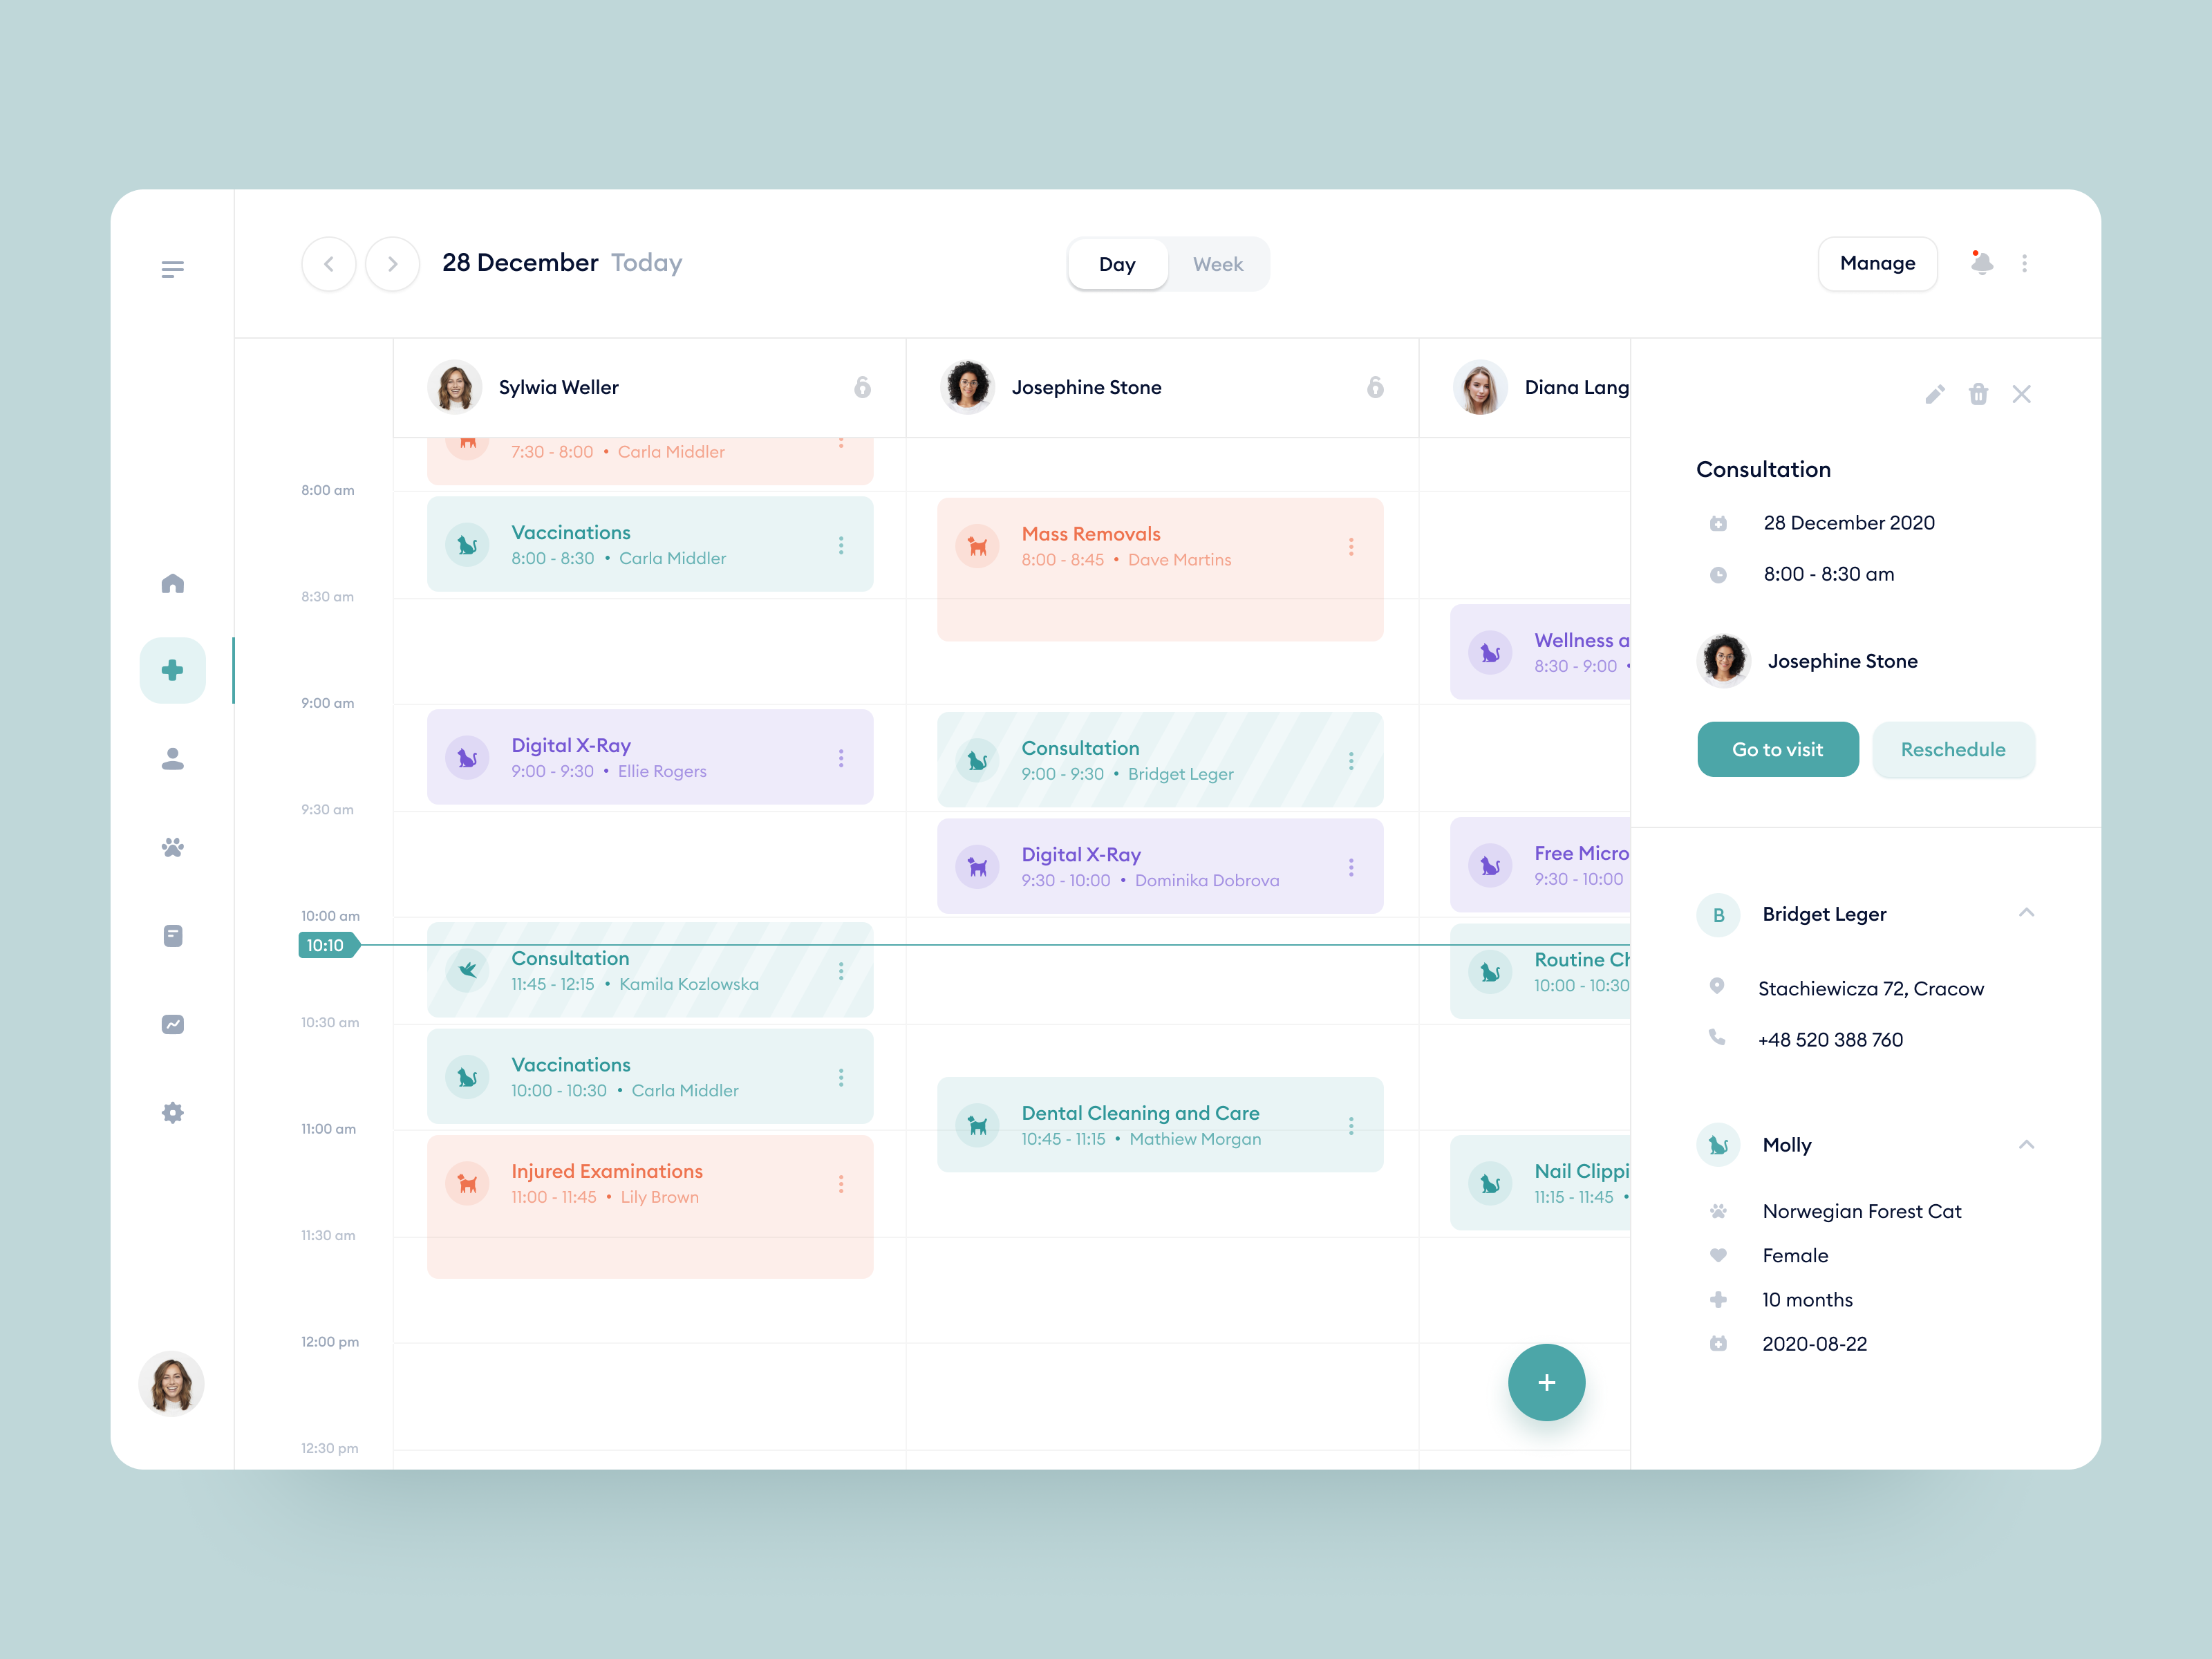 28 December Today
Day
Week
Manage
Sylwia Weller
Josephine Stone
Diana Lang
8:00 am
8:30 am
9:00 am
9:30 am
10:00 am
10:10
10:30 am
11:00 am
11:30 am
12:00 pm
12:30 pm
7:30 - 8:00 • Carla Middler
Vaccinations
8:00 - 8:30 • Carla Middler
Digital X-Ray
9:00 - 9:30 • Ellie Rogers
Consultation
11:45 - 12:15 • Kamila Kozlowska
Vaccinations
10:00 - 10:30 • Carla Middler
Injured Examinations
11:00 - 11:45 • Lily Brown
Mass Removals
8:00 - 8:45 • Dave Martins
Consultation
9:00 - 9:30 • Bridget Leger
Digital X-Ray
9:30 - 10:00 • Dominika Dobrova
Dental Cleaning and Care
10:45 - 11:15 • Mathiew Morgan
Wellness a
8:30 - 9:00 •
Free Micro
9:30 - 10:00
Routine Ch
10:00 - 10:30
Nail Clippi
11:15 - 11:45 •
Consultation
28 December 2020
8:00 - 8:30 am
Josephine Stone
Go to visit
Reschedule
B
Bridget Leger
Stachiewicza 72, Cracow
+48 520 388 760
Molly
Norwegian Forest Cat
Female
10 months
2020-08-22